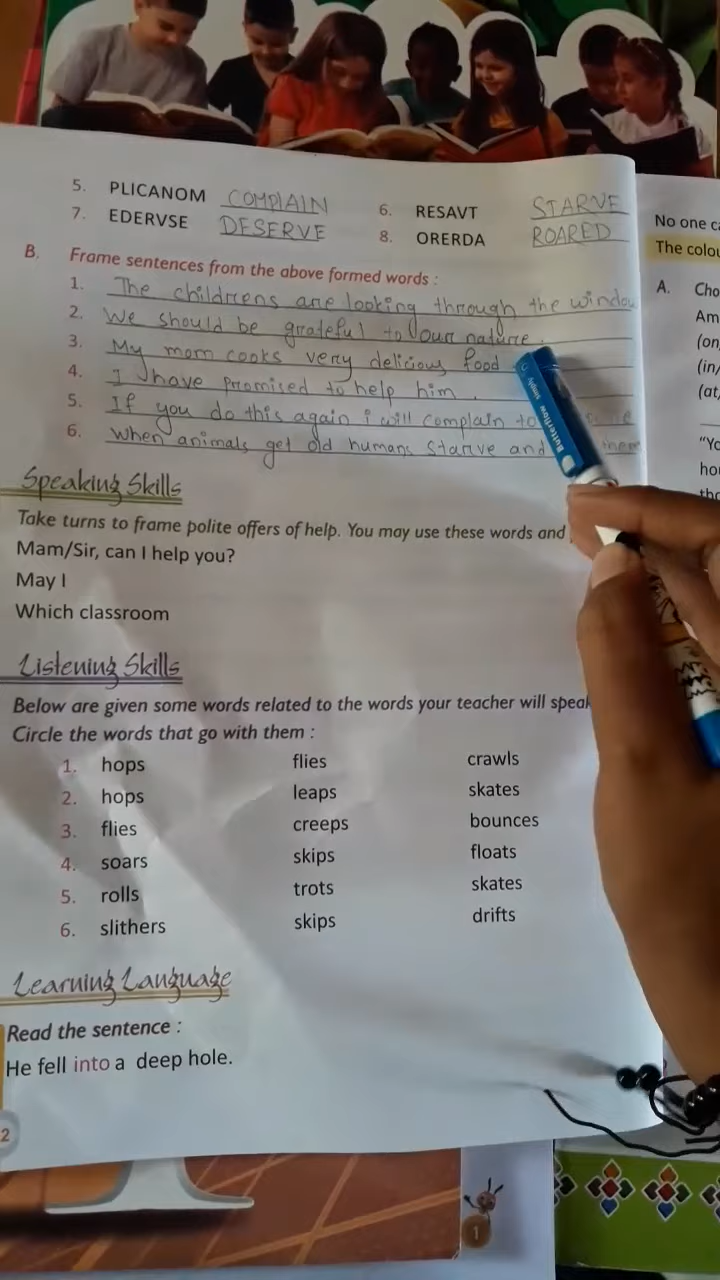 5. PLICANOM COMPLAIN 6. RESAVT STARVE
7. EDERVSE DESERVE 8. ORERDA ROARED
B. Frame sentences from the above formed words :
1. The childrens are looking through the window
2. We should be grateful to our nature.
3. My mom cooks very delicious food
4. I have promised to help him.
5. If you do this again i will complain to
6. When animals get old humans starve and them
Speaking Skills
Take turns to frame polite offers of help. You may use these words and
Mam/Sir, can I help you?
May I
Which classroom
Listening Skills
Below are given some words related to the words your teacher will speak
Circle the words that go with them :
1. hops flies crawls
2. hops leaps skates
3. flies creeps bounces
4. soars skips floats
5. rolls trots skates
6. slithers skips drifts
Learning Language
Read the sentence :
He fell into a deep hole.
2
No one
The
A.
Am
(on,
(in/
(at,
Butterflow
simply
1